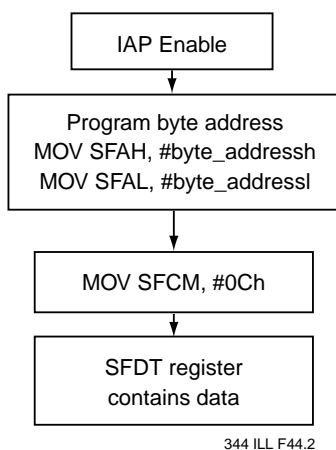 IAP Enable
Program byte address
MOV SFAH, #byte_addressh
MOV SFAL, #byte_addressl
MOV SFCM, #0Ch
SFDT register
contains data
344 ILL F44.2